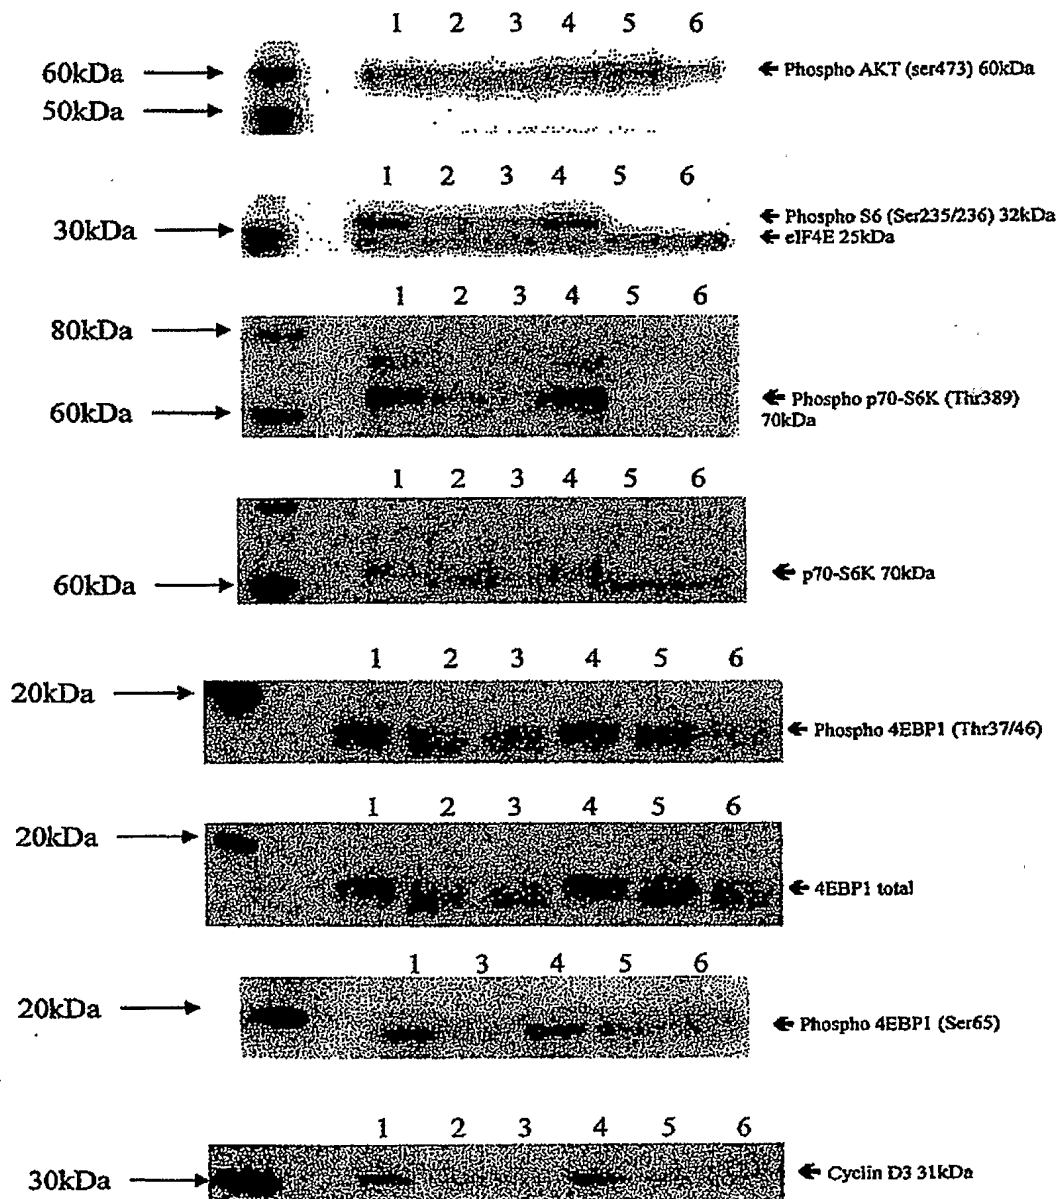 1 2 3 4 5 6
60kDa
Phospho AKT (ser473) 60kDa
50kDa
1 2 3 4 5 6
Phospho S6 (Ser235/236) 32kDa
30kDa
eIF4E 25kDa
1 2 3 4 5 6
80kDa
Phospho p70-S6K (Thr389)
60kDa
70kDa
1 2 3 4 5 6
p70-S6K 70kDa
60kDa
1 2 3 4 5 6
20kDa
Phospho 4EBP1 (Thr37/46)
1 2 3 4 5 6
20kDa
4EBP1 total
1 3 4 5 6
20kDa
Phospho 4EBP1 (Ser65)
1 2 3 4 5 6
30kDa
Cyclin D3 31kDa